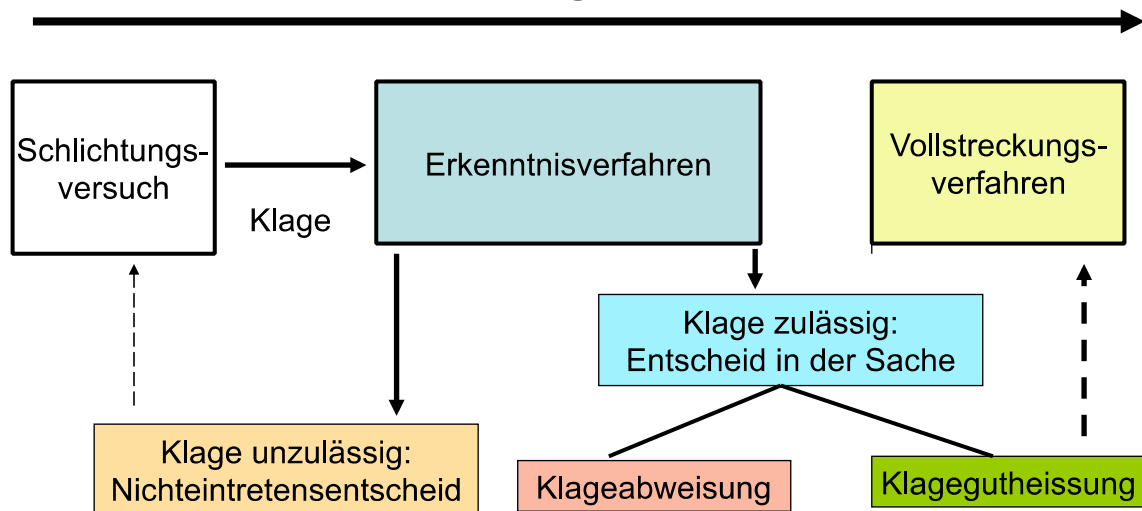 Schlichtungs-
versuch
Klage
Erkenntnisverfahren
Vollstreckungs-
verfahren
Klage zulässig:
Entscheid in der Sache
Klage unzulässig:
Nichteintretensentscheid
Klageabweisung
Klagegutheissung